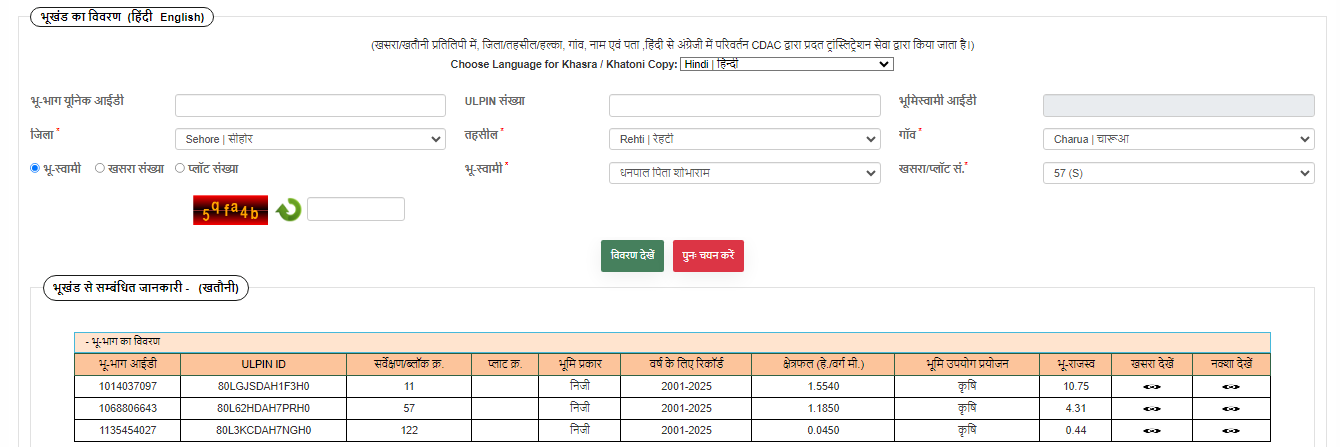 भूखंड का विवरण (हिंदी English)
(खसरा/खतौनी प्रतिलिपी में, जिला/तहसील/हल्का, गांव, नाम एवं पता ,हिंदी से अंग्रेजी में परिवर्तन CDAC द्वारा प्रदत ट्रांस्लिट्रेशन सेवा द्वारा किया जाता है।)
Choose Language for Khasra / Khatoni Copy: Hindi | हिन्दी
भू-भाग यूनिक आईडी ULPIN संख्या भूमिस्वामी आईडी
जिला * Sehore | सीहोर तहसील * Rehti | रेहटी गाँव * Charua | चारूआ
भू-स्वामी खसरा संख्या प्लॉट संख्या भू-स्वामी * धनपाल पिता शोभाराम खसरा/प्लॉट सं.* 57 (S)
5qfa4b
विवरण देखें पुनः चयन करें
भूखंड से सम्बंधित जानकारी - (खतौनी)
- भू-भाग का विवरण
भू-भाग आईडी ULPIN ID सर्वेक्षण/ब्लॉक क्र. प्लाट क्र. भूमि प्रकार वर्ष के लिए रिकॉर्ड क्षेत्रफल (हे./वर्ग मी.) भूमि उपयोग प्रयोजन भू-राजस्व खसरा देखें नक्शा देखें
1014037097 80LGJSDAH1F3H0 11 निजी 2001-2025 1.5540 कृषि 10.75
1068806643 80L62HDAH7PRH0 57 निजी 2001-2025 1.1850 कृषि 4.31
1135454027 80L3KCDAH7NGH0 122 निजी 2001-2025 0.0450 कृषि 0.44